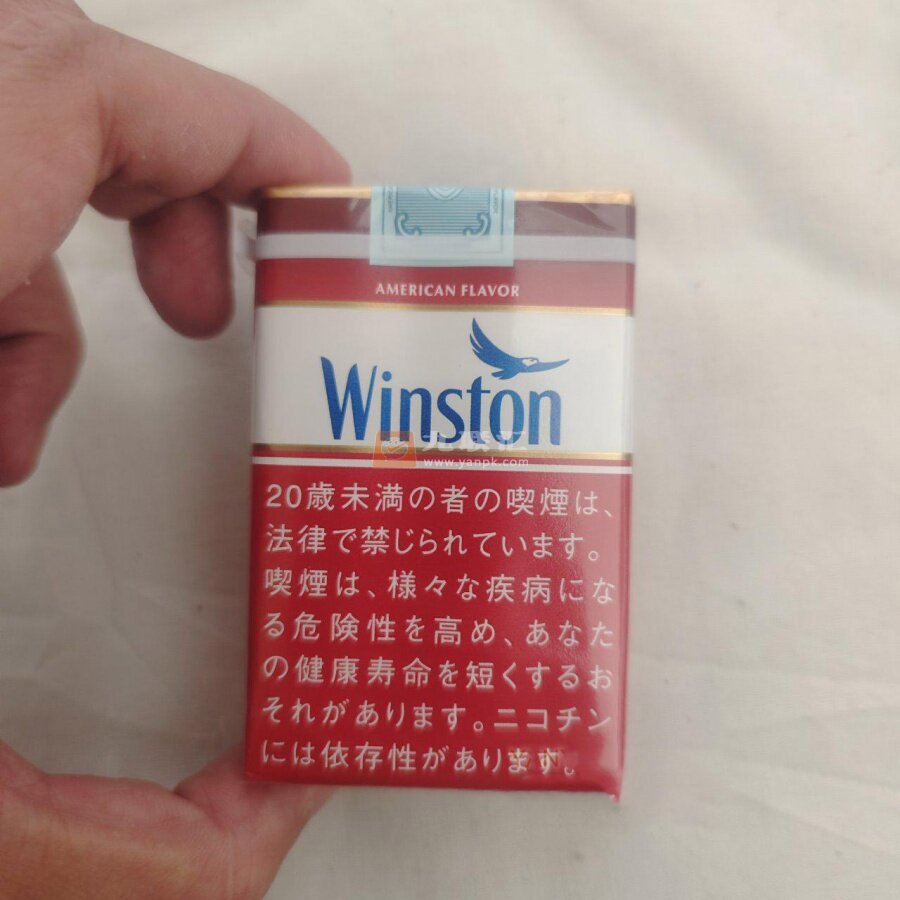 AMERICAN FLAVOR
Winston
www.yanpk.com
20歳未満の者の喫煙は、
法律で禁じられています。
喫煙は、様々な疾病にな
る危険性を高め、あなた
の健康寿命を短くするお
それがあります。ニコチン
には依存性があります。